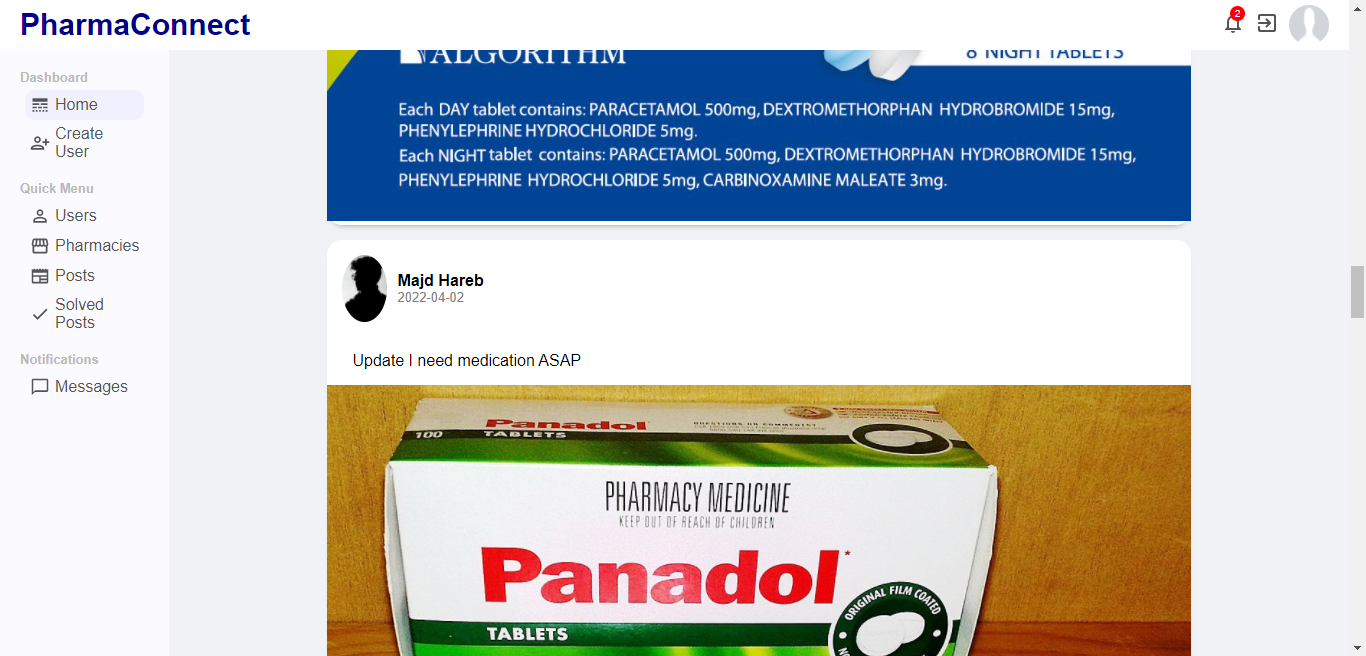 PharmaConnect
2
Dashboard
Home
Create
User
Quick Menu
Users
Pharmacies
Posts
Solved
Posts
Notifications
Messages
ALGORITHM
8 NIGHT TABLETS
Each DAY tablet contains: PARACETAMOL 500mg, DEXTROMETHORPHAN HYDROBROMIDE 15mg,
PHENYLEPHRINE HYDROCHLORIDE 5mg.
Each NIGHT tablet contains: PARACETAMOL 500mg, DEXTROMETHORPHAN HYDROBROMIDE 15mg,
PHENYLEPHRINE HYDROCHLORIDE 5mg, CARBINOXAMINE MALEATE 3mg.
Majd Hareb
2022-04-02
Update I need medication ASAP
Panadol
100 TABLETS
QUESTIONS OR COMMENTS?
PHARMACY MEDICINE
KEEP OUT OF REACH OF CHILDREN
Panadol*
TABLETS
ORIGINAL FILM COATED